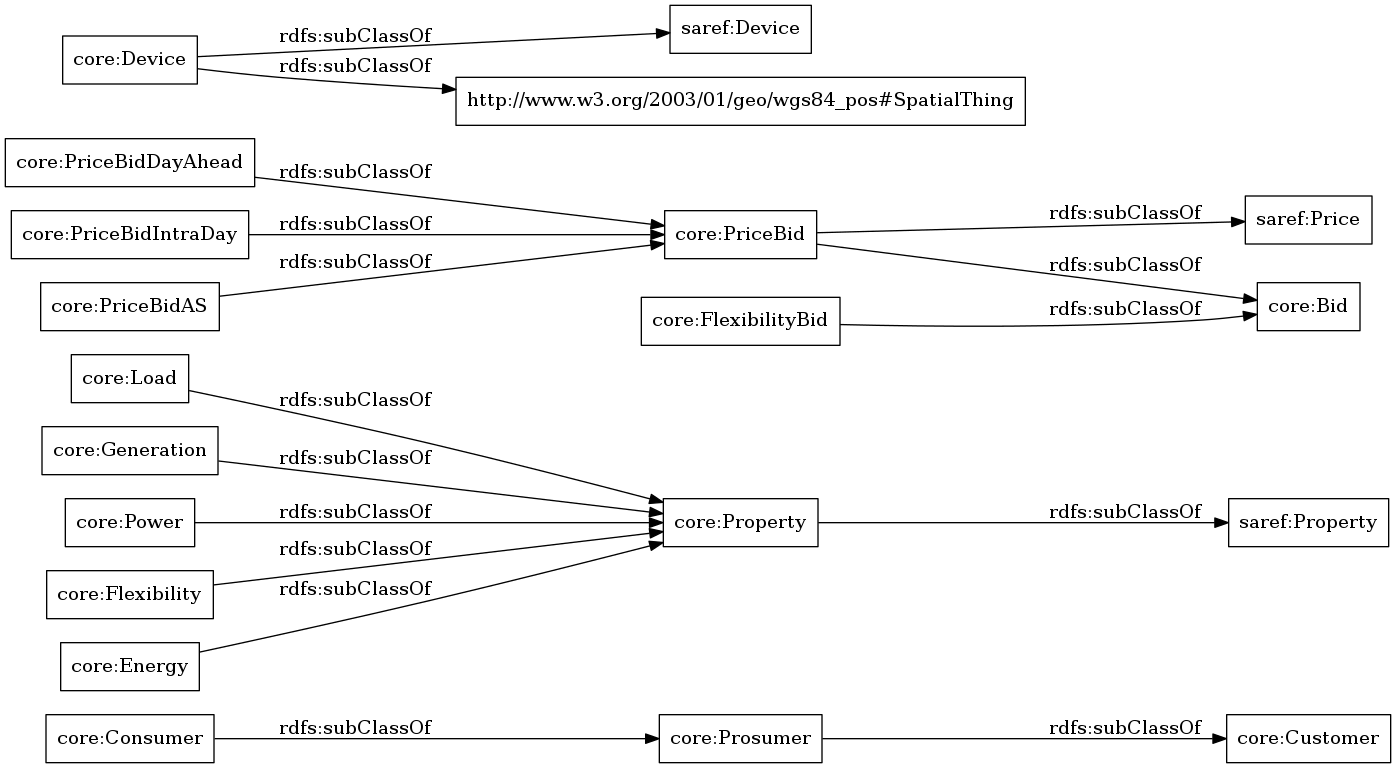 core:Device
rdfs:subClassOf
saref:Device
rdfs:subClassOf
http://www.w3.org/2003/01/geo/wgs84_pos#SpatialThing
core:PriceBidDayAhead
rdfs:subClassOf
core:PriceBidIntraDay
rdfs:subClassOf
core:PriceBidAS
rdfs:subClassOf
core:PriceBid
rdfs:subClassOf
saref:Price
rdfs:subClassOf
core:FlexibilityBid
rdfs:subClassOf
core:Bid
core:Load
rdfs:subClassOf
core:Generation
rdfs:subClassOf
core:Power
rdfs:subClassOf
core:Flexibility
rdfs:subClassOf
core:Energy
rdfs:subClassOf
core:Property
rdfs:subClassOf
saref:Property
core:Consumer
rdfs:subClassOf
core:Prosumer
rdfs:subClassOf
core:Customer